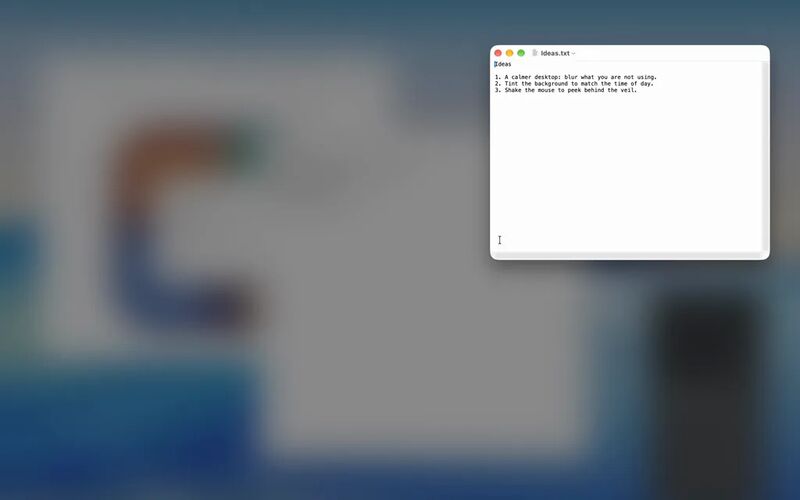 Ideas.txt
Ideas
1. A calmer desktop: blur what you are not using.
2. Tint the background to match the time of day.
3. Shake the mouse to peek behind the veil.